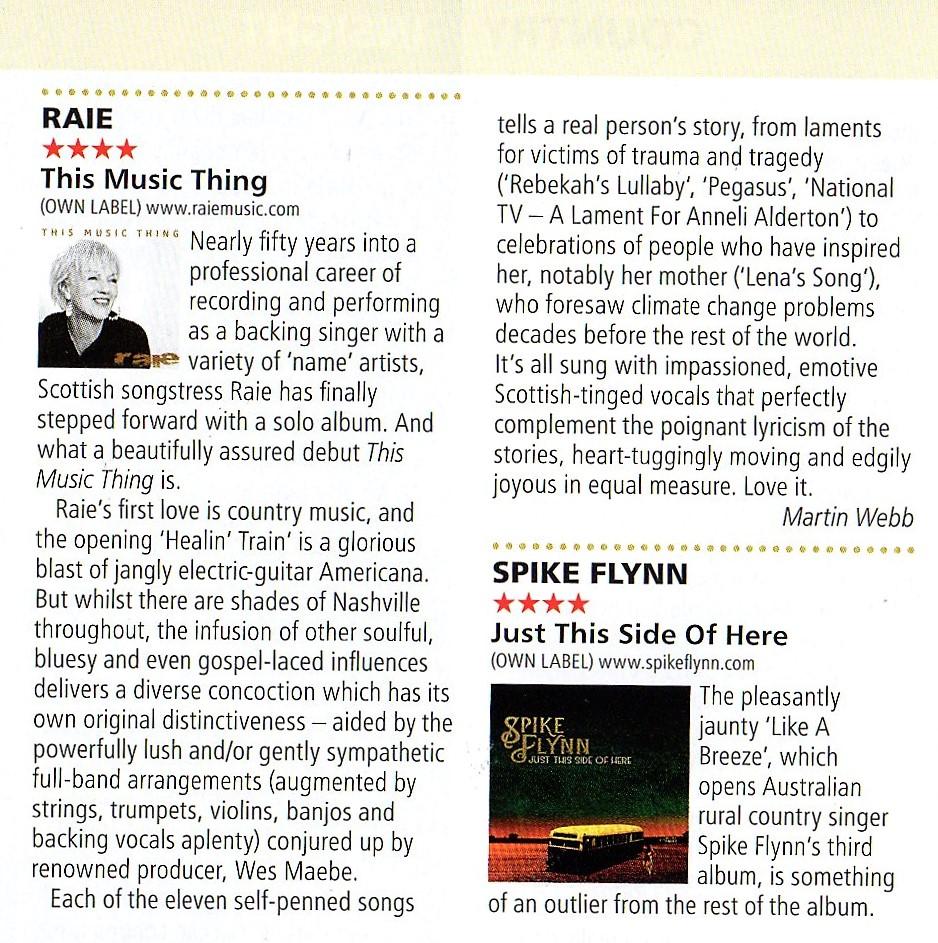 RAIE
★★★★
This Music Thing
(OWN LABEL) www.raiemusic.com
THIS MUSIC THING
raie
Nearly fifty years into a
professional career of
recording and performing
as a backing singer with a
variety of ‘name’ artists,
Scottish songstress Raie has finally
stepped forward with a solo album. And
what a beautifully assured debut This
Music Thing is.
Raie’s first love is country music, and
the opening ‘Healin’ Train’ is a glorious
blast of jangly electric-guitar Americana.
But whilst there are shades of Nashville
throughout, the infusion of other soulful,
bluesy and even gospel-laced influences
delivers a diverse concoction which has its
own original distinctiveness – aided by the
powerfully lush and/or gently sympathetic
full-band arrangements (augmented by
strings, trumpets, violins, banjos and
backing vocals aplenty) conjured up by
renowned producer, Wes Maebe.
Each of the eleven self-penned songs
tells a real person’s story, from laments
for victims of trauma and tragedy
(‘Rebekah’s Lullaby’, ‘Pegasus’, ‘National
TV – A Lament For Anneli Alderton’) to
celebrations of people who have inspired
her, notably her mother (‘Lena’s Song’),
who foresaw climate change problems
decades before the rest of the world.
It’s all sung with impassioned, emotive
Scottish-tinged vocals that perfectly
complement the poignant lyricism of the
stories, heart-tuggingly moving and edgily
joyous in equal measure. Love it.
Martin Webb
SPIKE FLYNN
★★★★
Just This Side Of Here
(OWN LABEL) www.spikeflynn.com
SPIKE
FLYNN
JUST THIS SIDE OF HERE
The pleasantly
jaunty ‘Like A
Breeze’, which
opens Australian
rural country singer
Spike Flynn’s third
album, is something
of an outlier from the rest of the album.